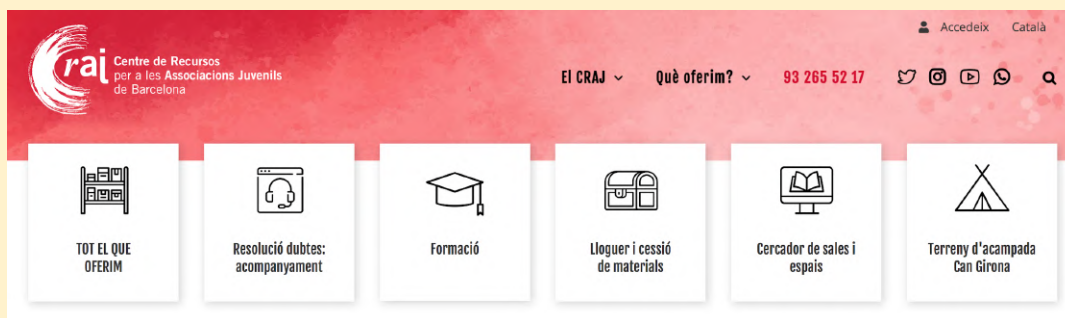 Accedeix Català
Craj
Centre de Recursos
per a les Associacions Juvenils
de Barcelona
El CRAJ Què oferim? 93 265 52 17
TOT EL QUE
OFERIM
Resolució dubtes:
acompanyament
Formació
Lloguer i cessió
de materials
Cercador de sales i
espais
Terreny d'acampada
Can Girona